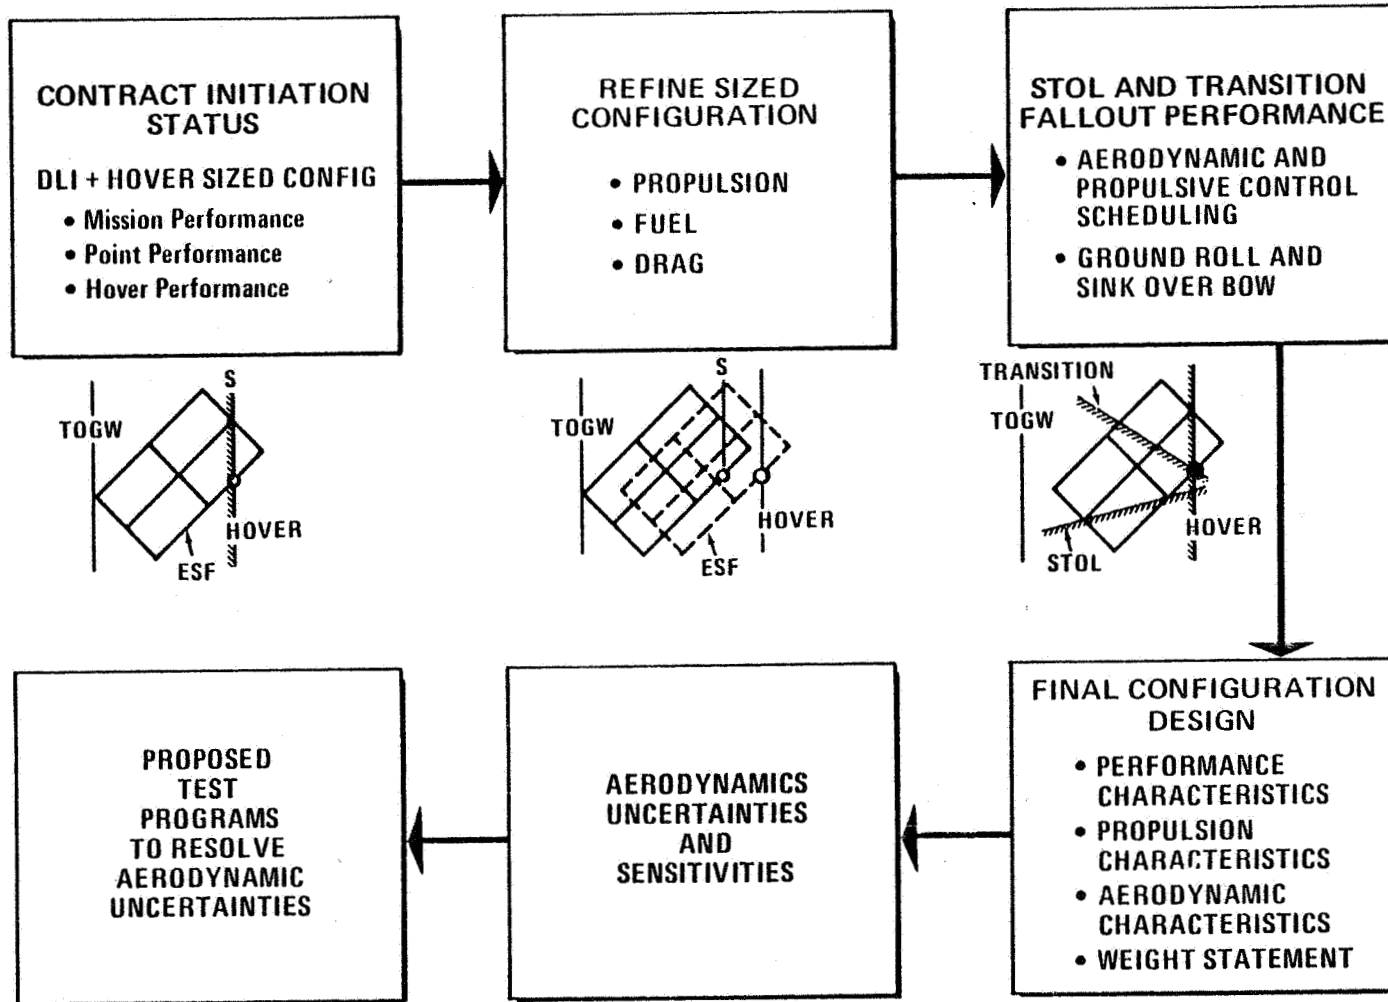 CONTRACT INITIATION
STATUS
DLI + HOVER SIZED CONFIG
• Mission Performance
• Point Performance
• Hover Performance
REFINE SIZED
CONFIGURATION
• PROPULSION
• FUEL
• DRAG
STOL AND TRANSITION
FALLOUT PERFORMANCE
• AERODYNAMIC AND
PROPULSIVE CONTROL
SCHEDULING
• GROUND ROLL AND
SINK OVER BOW
S
TOGW
HOVER
ESF
S
TOGW
HOVER
ESF
TRANSITION
TOGW
HOVER
STOL
FINAL CONFIGURATION
DESIGN
• PERFORMANCE
CHARACTERISTICS
• PROPULSION
CHARACTERISTICS
• AERODYNAMIC
CHARACTERISTICS
• WEIGHT STATEMENT
AERODYNAMICS
UNCERTAINTIES
AND
SENSITIVITIES
PROPOSED
TEST
PROGRAMS
TO RESOLVE
AERODYNAMIC
UNCERTAINTIES